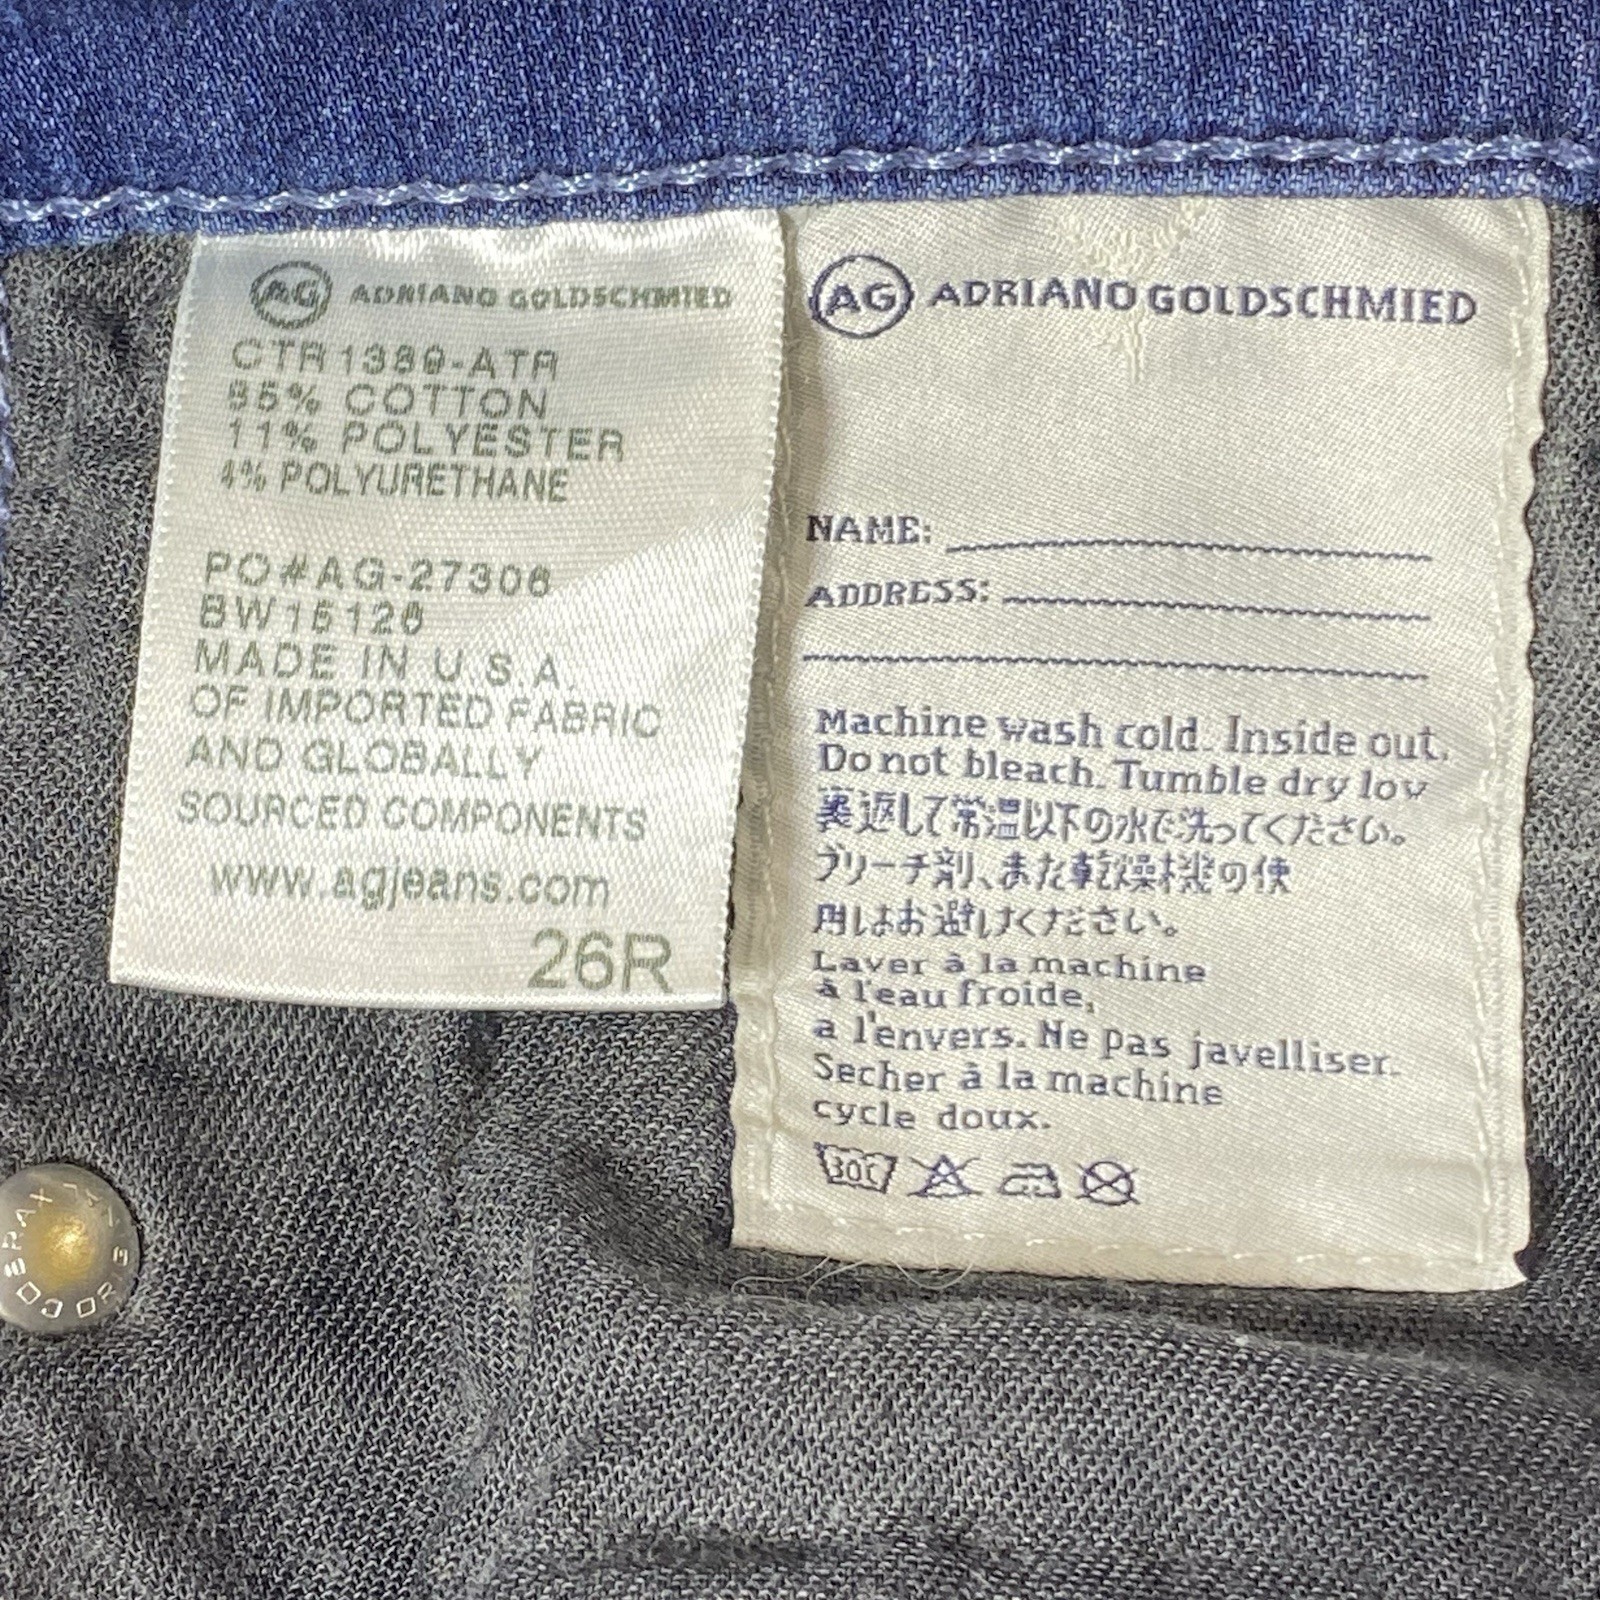 AG ADRIANO GOLDSCHMIED
CTR1389-ATR
85% COTTON
11% POLYESTER
4% POLYURETHANE
PO#AG-27306
BW15126
MADE IN U.S.A.
OF IMPORTED FABRIC
AND GLOBALLY
SOURCED COMPONENTS
www.agjeans.com
26R
AG ADRIANO GOLDSCHMIED
NAME:
ADDRESS:
Machine wash cold. Inside out.
Do not bleach. Tumble dry low
裏返して常温以下の水で洗ってください。
ブリーチ剤、また乾燥機の使
用はお避けください。
Laver à la machine
à l'eau froide,
a l'envers. Ne pas javelliser.
Secher à la machine
cycle doux.
30C